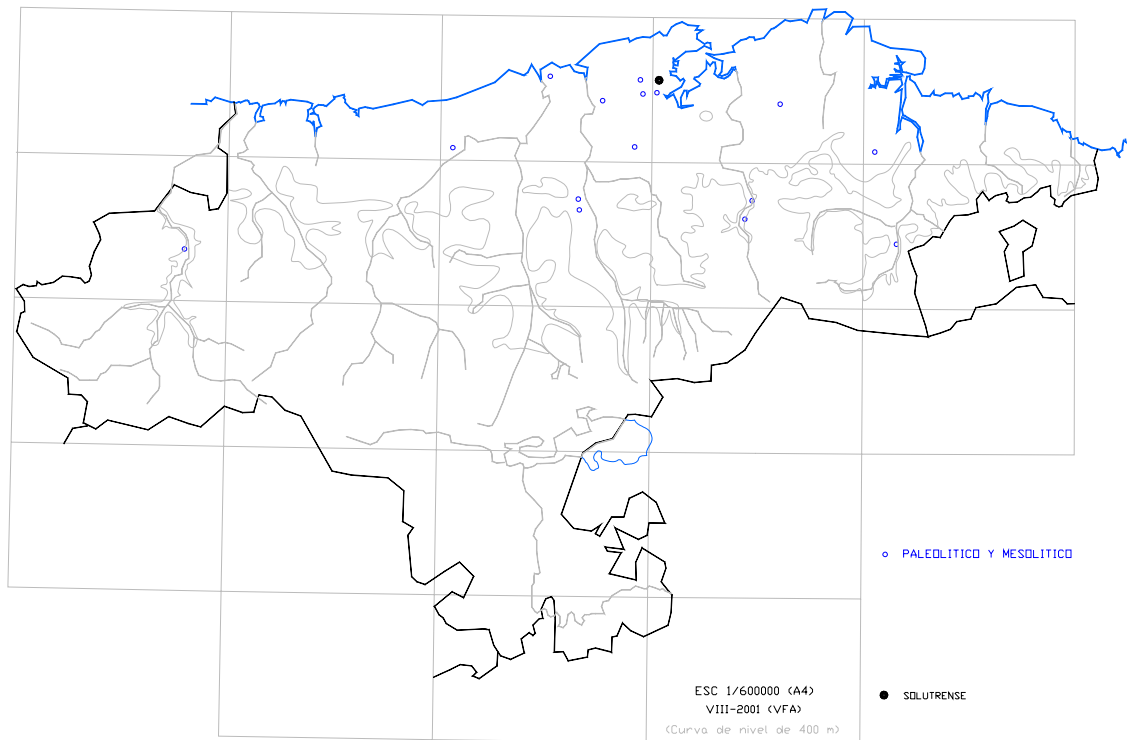 PALEOLITICO Y MESOLITICO
ESC 1/600000 (A4)
SOLUTRENSE
VIII-2001 (VFA)
(Curva de nivel de 400 m)